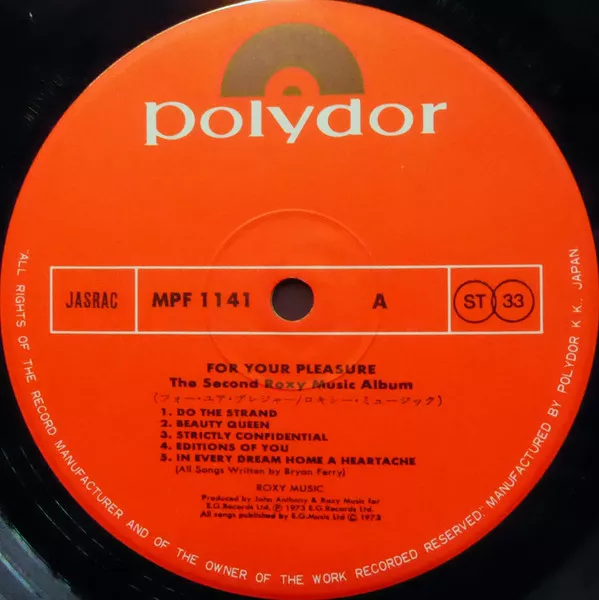 polydor
JASRAC MPF 1141 A ST 33
FOR YOUR PLEASURE
The Second Roxy Music Album
(フォー・ユア・プレジャー/ロキシー・ミュージック)
1. DO THE STRAND
2. BEAUTY QUEEN
3. STRICTLY CONFIDENTIAL
4. EDITIONS OF YOU
5. IN EVERY DREAM HOME A HEARTACHE
(All Songs Written by Bryan Ferry)
ROXY MUSIC
Produced by John Anthony & Roxy Music for
E.G.Records Ltd, Ⓟ 1973 E.G.Records Ltd.
All songs published by E.G.Music Ltd © 1973
"ALL RIGHTS OF THE RECORD MANUFACTURER AND OF THE OWNER OF THE WORK RECORDED RESERVED." MANUFACTURED BY POLYDOR K.K., JAPAN